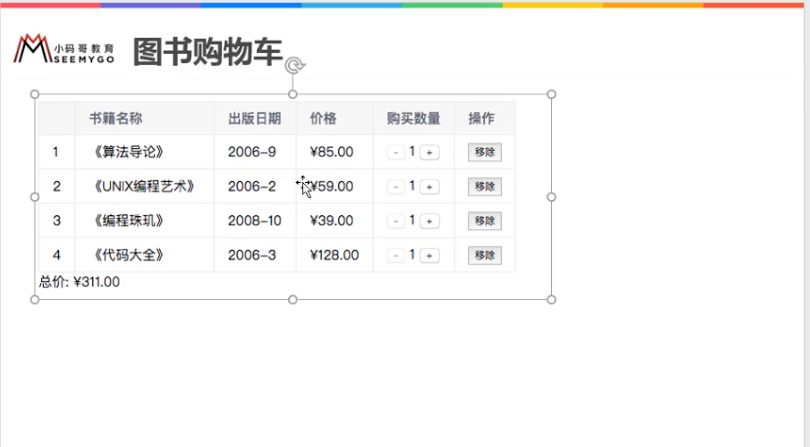 小码哥教育
SEEMYGO
图书购物车
书籍名称 出版日期 价格 购买数量 操作
1 《算法导论》 2006-9 ¥85.00 - 1 + 移除
2 《UNIX编程艺术》 2006-2 ¥59.00 - 1 + 移除
3 《编程珠玑》 2008-10 ¥39.00 - 1 + 移除
4 《代码大全》 2006-3 ¥128.00 - 1 + 移除
总价: ¥311.00